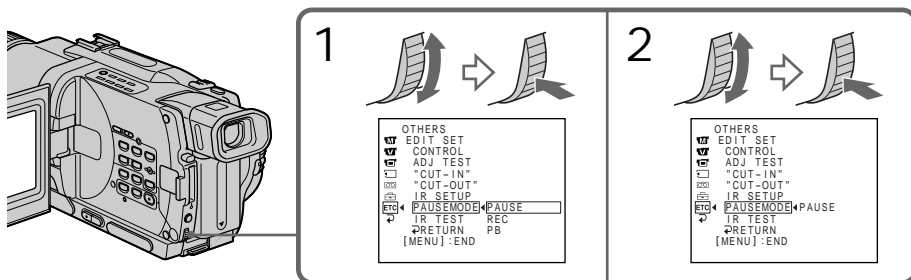 1
OTHERS
EDIT SET
CONTROL
ADJ TEST
"CUT-IN"
"CUT-OUT"
IR SETUP
ETC PAUSEMODE PAUSE
IR TEST REC
RETURN PB
[MENU] : END
2
OTHERS
EDIT SET
CONTROL
ADJ TEST
"CUT-IN"
"CUT-OUT"
IR SETUP
ETC PAUSEMODE PAUSE
IR TEST
RETURN
[MENU] : END